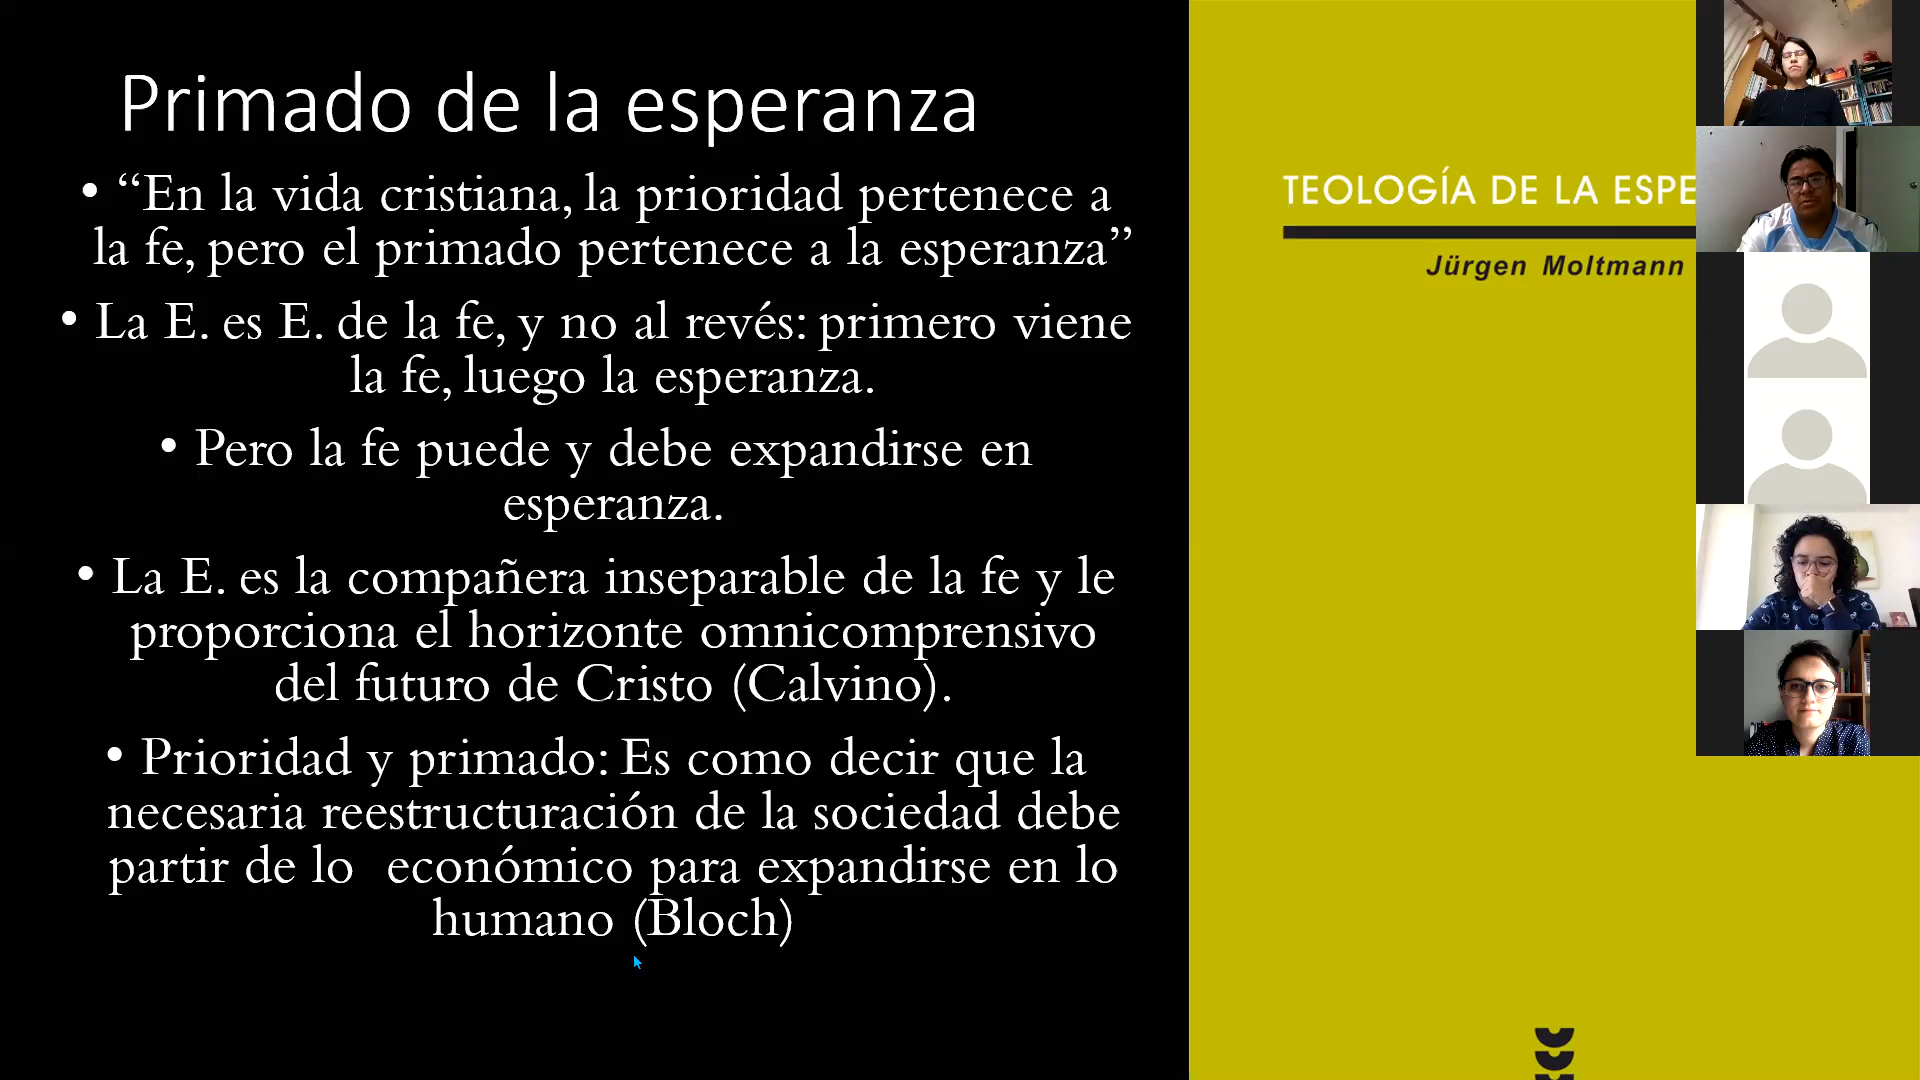 Primado de la esperanza
• “En la vida cristiana, la prioridad pertenece a
la fe, pero el primado pertenece a la esperanza”
• La E. es E. de la fe, y no al revés: primero viene
la fe, luego la esperanza.
• Pero la fe puede y debe expandirse en
esperanza.
• La E. es la compañera inseparable de la fe y le
proporciona el horizonte omnicomprensivo
del futuro de Cristo (Calvino).
• Prioridad y primado: Es como decir que la
necesaria reestructuración de la sociedad debe
partir de lo  económico para expandirse en lo
humano (Bloch)
TEOLOGÍA DE LA ESPE
Jürgen Moltmann